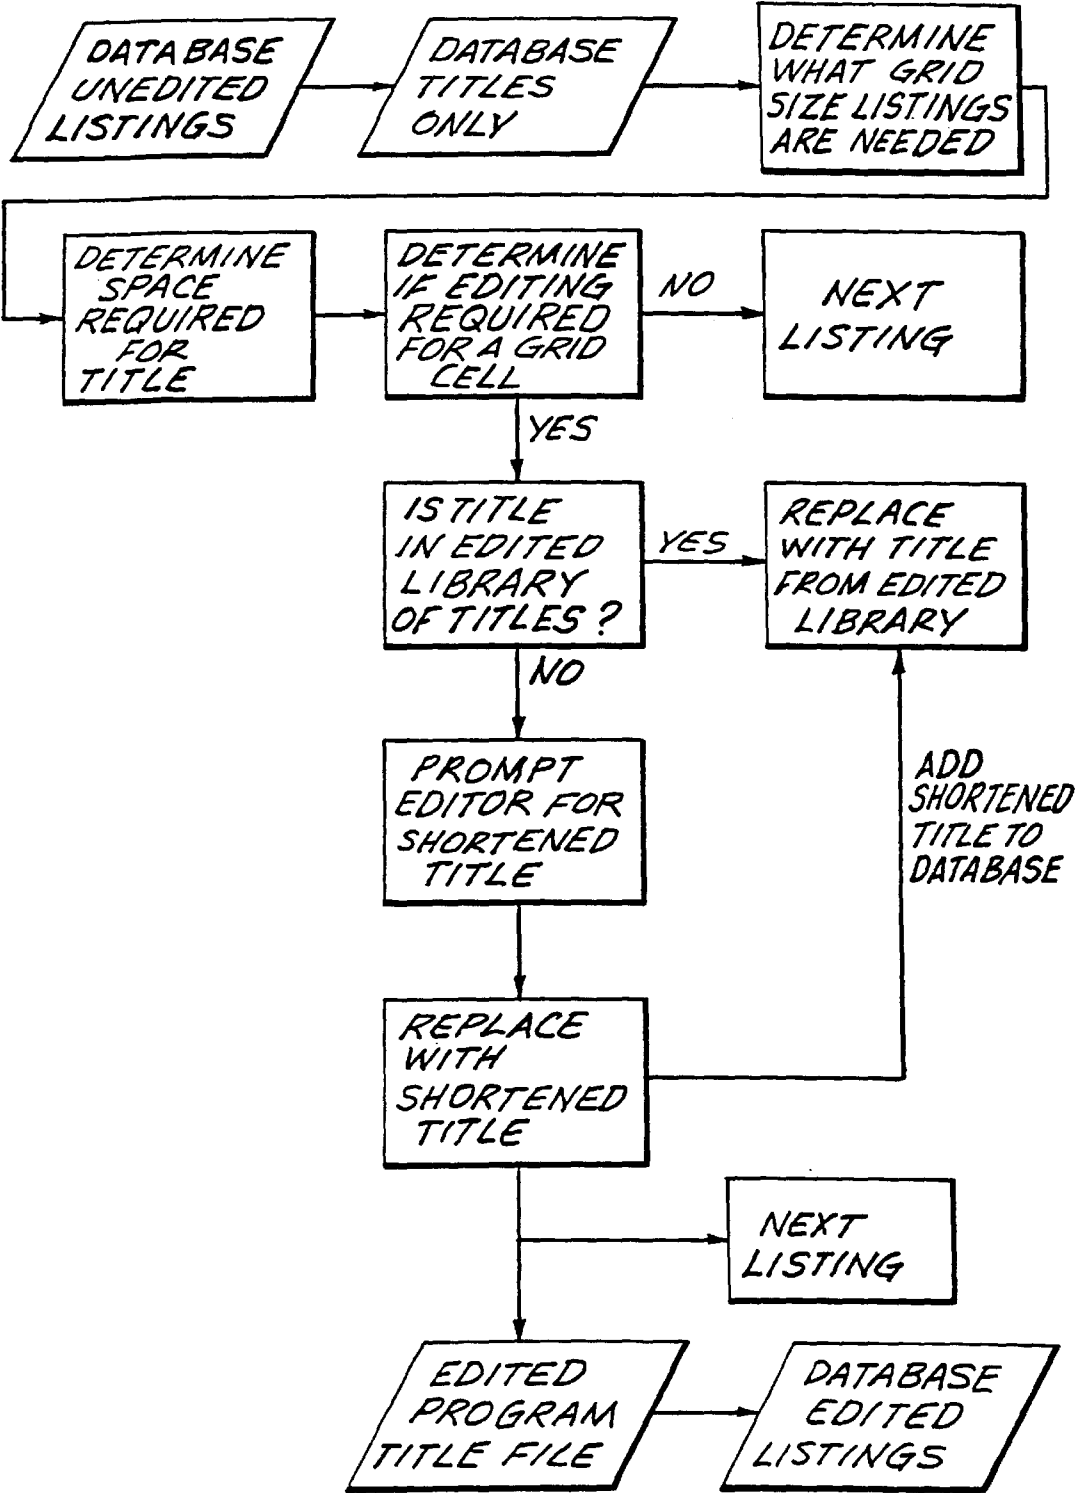 DATABASE
UNEDITED
LISTINGS
DATABASE
TITLES
ONLY
DETERMINE
WHAT GRID
SIZE LISTINGS
ARE NEEDED
DETERMINE
SPACE
REQUIRED
FOR
TITLE
DETERMINE
IF EDITING
REQUIRED
FOR A GRID
CELL
NO
NEXT
LISTING
YES
IS TITLE
IN EDITED
LIBRARY
OF TITLES?
YES
REPLACE
WITH TITLE
FROM EDITED
LIBRARY
NO
PROMPT
EDITOR FOR
SHORTENED
TITLE
ADD
SHORTENED
TITLE TO
DATABASE
REPLACE
WITH
SHORTENED
TITLE
NEXT
LISTING
EDITED
PROGRAM
TITLE FILE
DATABASE
EDITED
LISTINGS